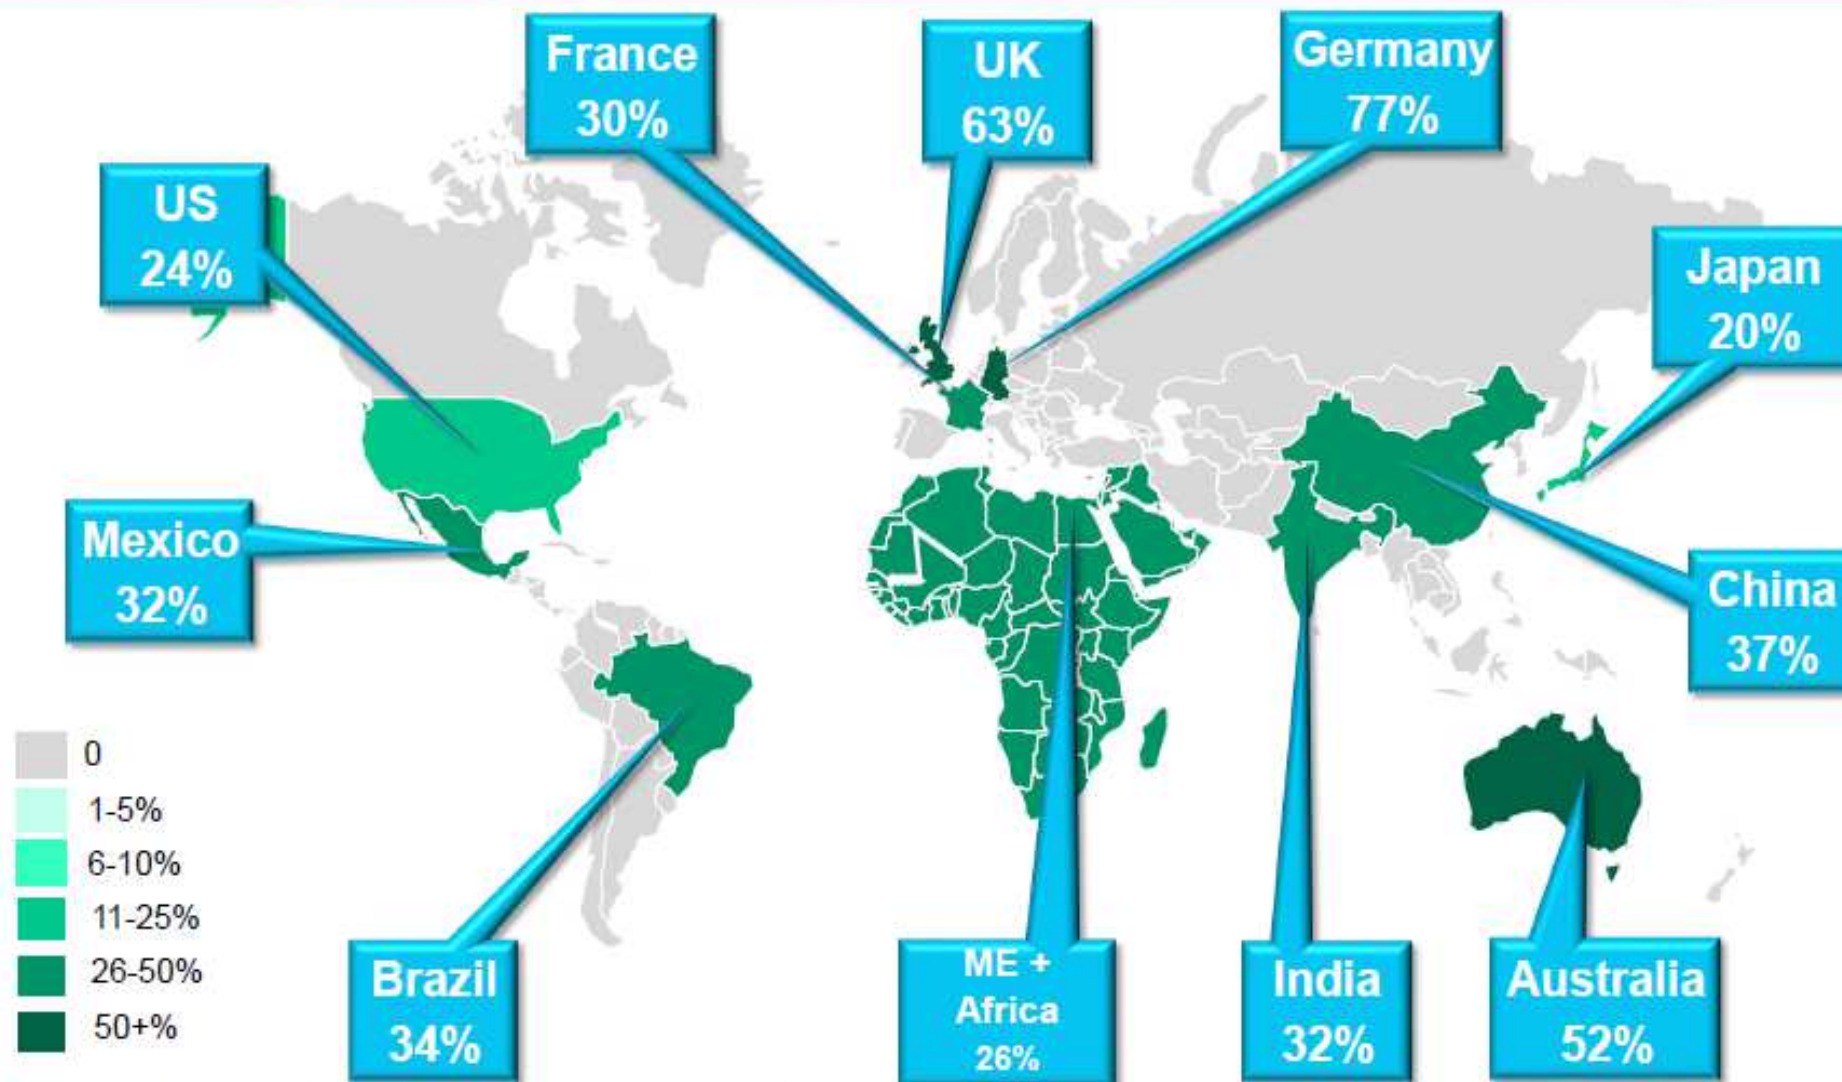 France
30%
UK
63%
Germany
77%
US
24%
Japan
20%
Mexico
32%
China
37%
0
1-5%
6-10%
11-25%
26-50%
50+%
Brazil
34%
ME +
Africa
26%
India
32%
Australia
52%